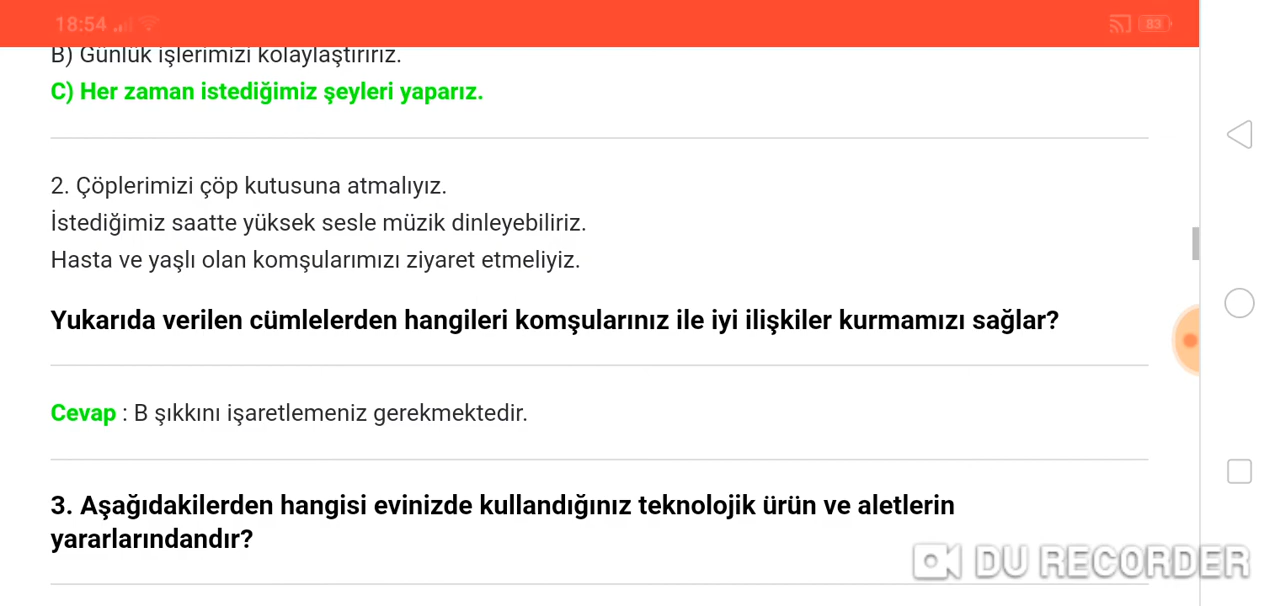 18:54
83
B) Günlük işlerimizi kolaylaştırırız.
C) Her zaman istediğimiz şeyleri yaparız.
2. Çöplerimizi çöp kutusuna atmalıyız.
İstediğimiz saatte yüksek sesle müzik dinleyebiliriz.
Hasta ve yaşlı olan komşularımızı ziyaret etmeliyiz.
Yukarıda verilen cümlelerden hangileri komşularınız ile iyi ilişkiler kurmamızı sağlar?
Cevap : B şıkkını işaretlemeniz gerekmektedir.
3. Aşağıdakilerden hangisi evinizde kullandığınız teknolojik ürün ve aletlerin
yararlarındandır?
DU RECORDER